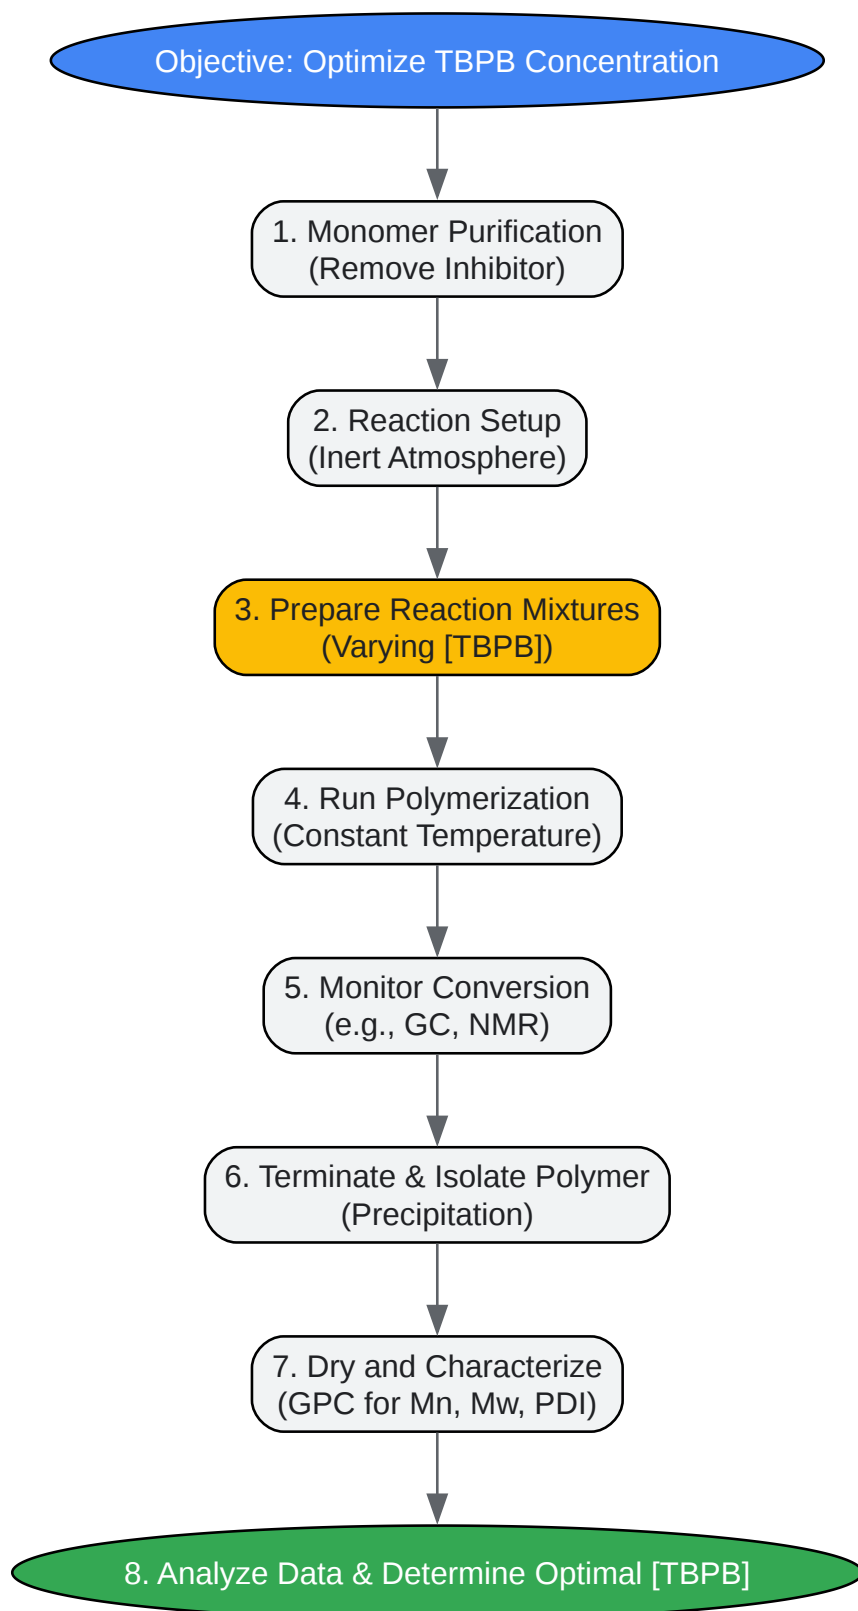 Objective: Optimize TBPB Concentration
1. Monomer Purification
(Remove Inhibitor)
2. Reaction Setup
(Inert Atmosphere)
3. Prepare Reaction Mixtures
(Varying [TBPB])
4. Run Polymerization
(Constant Temperature)
5. Monitor Conversion
(e.g., GC, NMR)
6. Terminate & Isolate Polymer
(Precipitation)
7. Dry and Characterize
(GPC for Mn, Mw, PDI)
8. Analyze Data & Determine Optimal [TBPB]